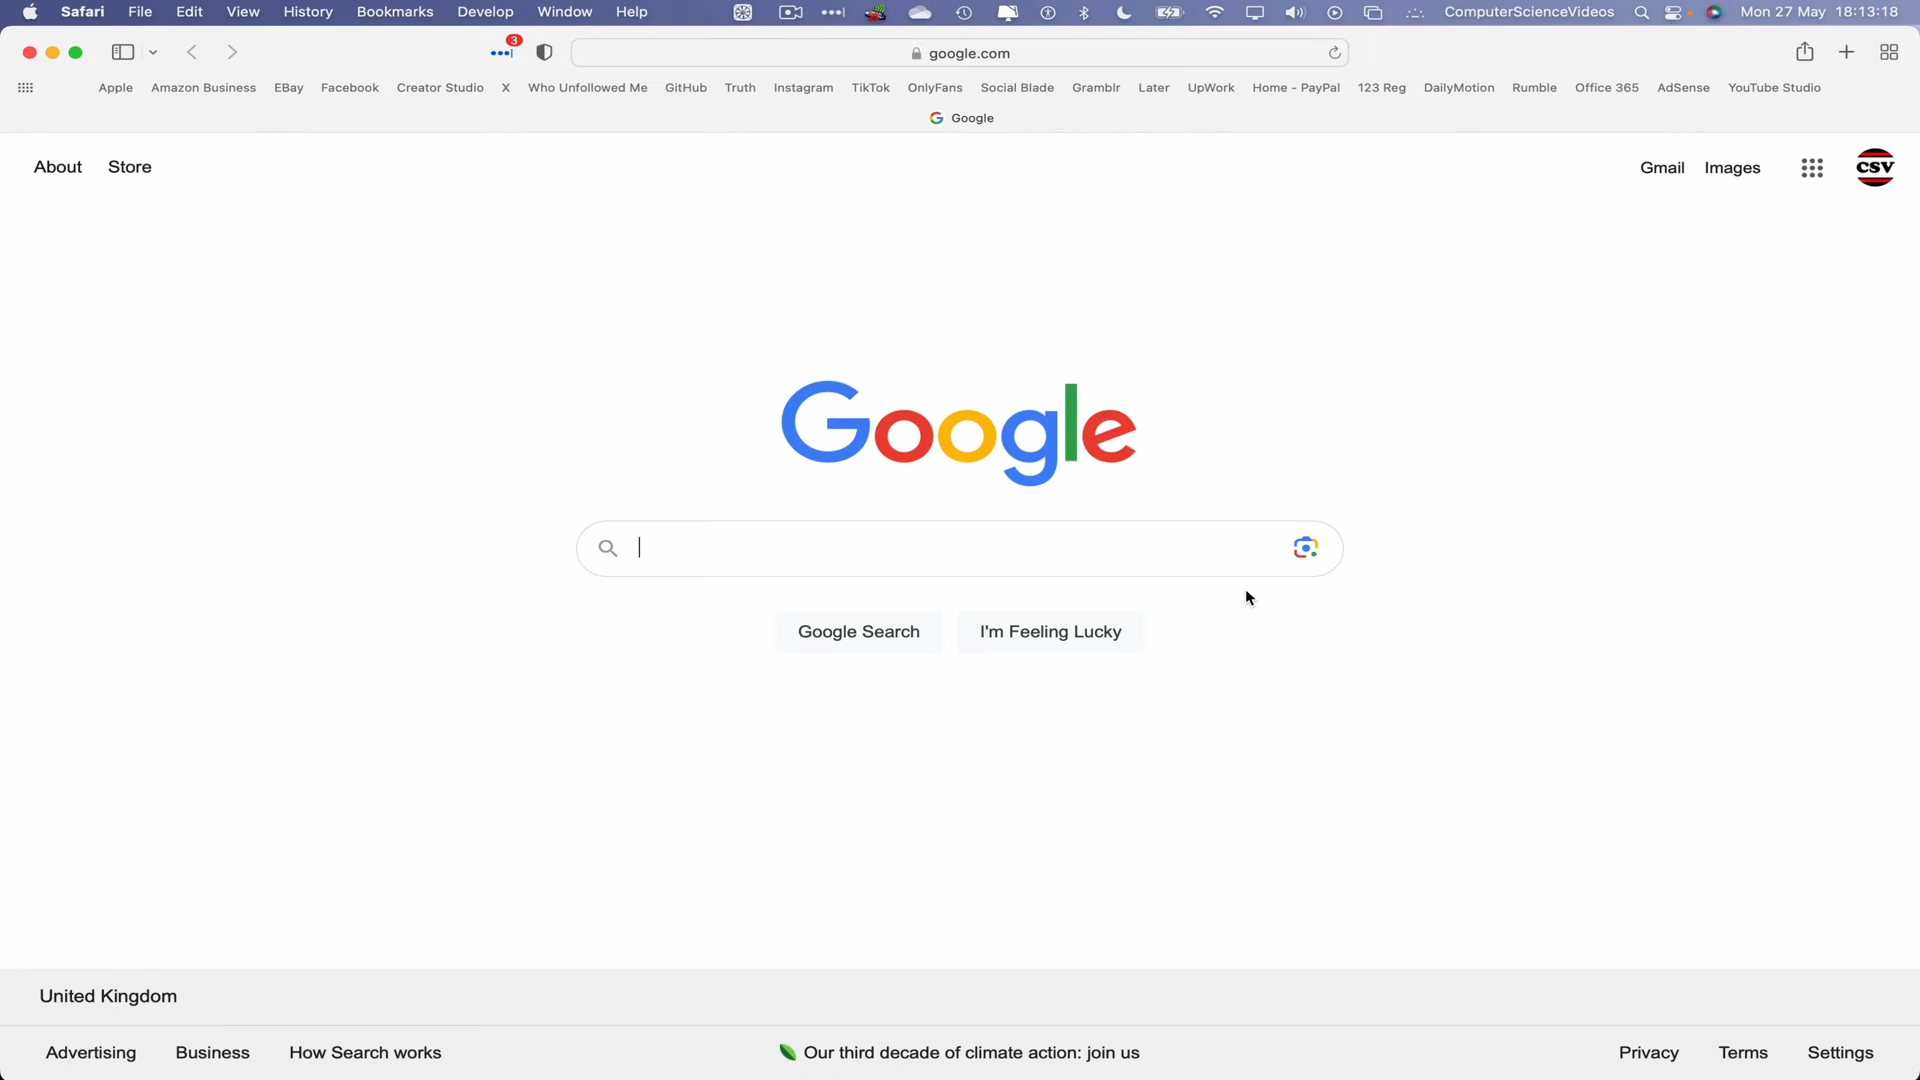 Safari File Edit View History Bookmarks Develop Window Help ComputerScienceVideos Mon 27 May 18:13:18
3 google.com
Apple Amazon Business EBay Facebook Creator Studio X Who Unfollowed Me GitHub Truth Instagram TikTok OnlyFans Social Blade Gramblr Later UpWork Home - PayPal 123 Reg DailyMotion Rumble Office 365 AdSense YouTube Studio
Google
About Store Gmail Images CSV
Google
Google Search I'm Feeling Lucky
United Kingdom
Advertising Business How Search works Our third decade of climate action: join us Privacy Terms Settings